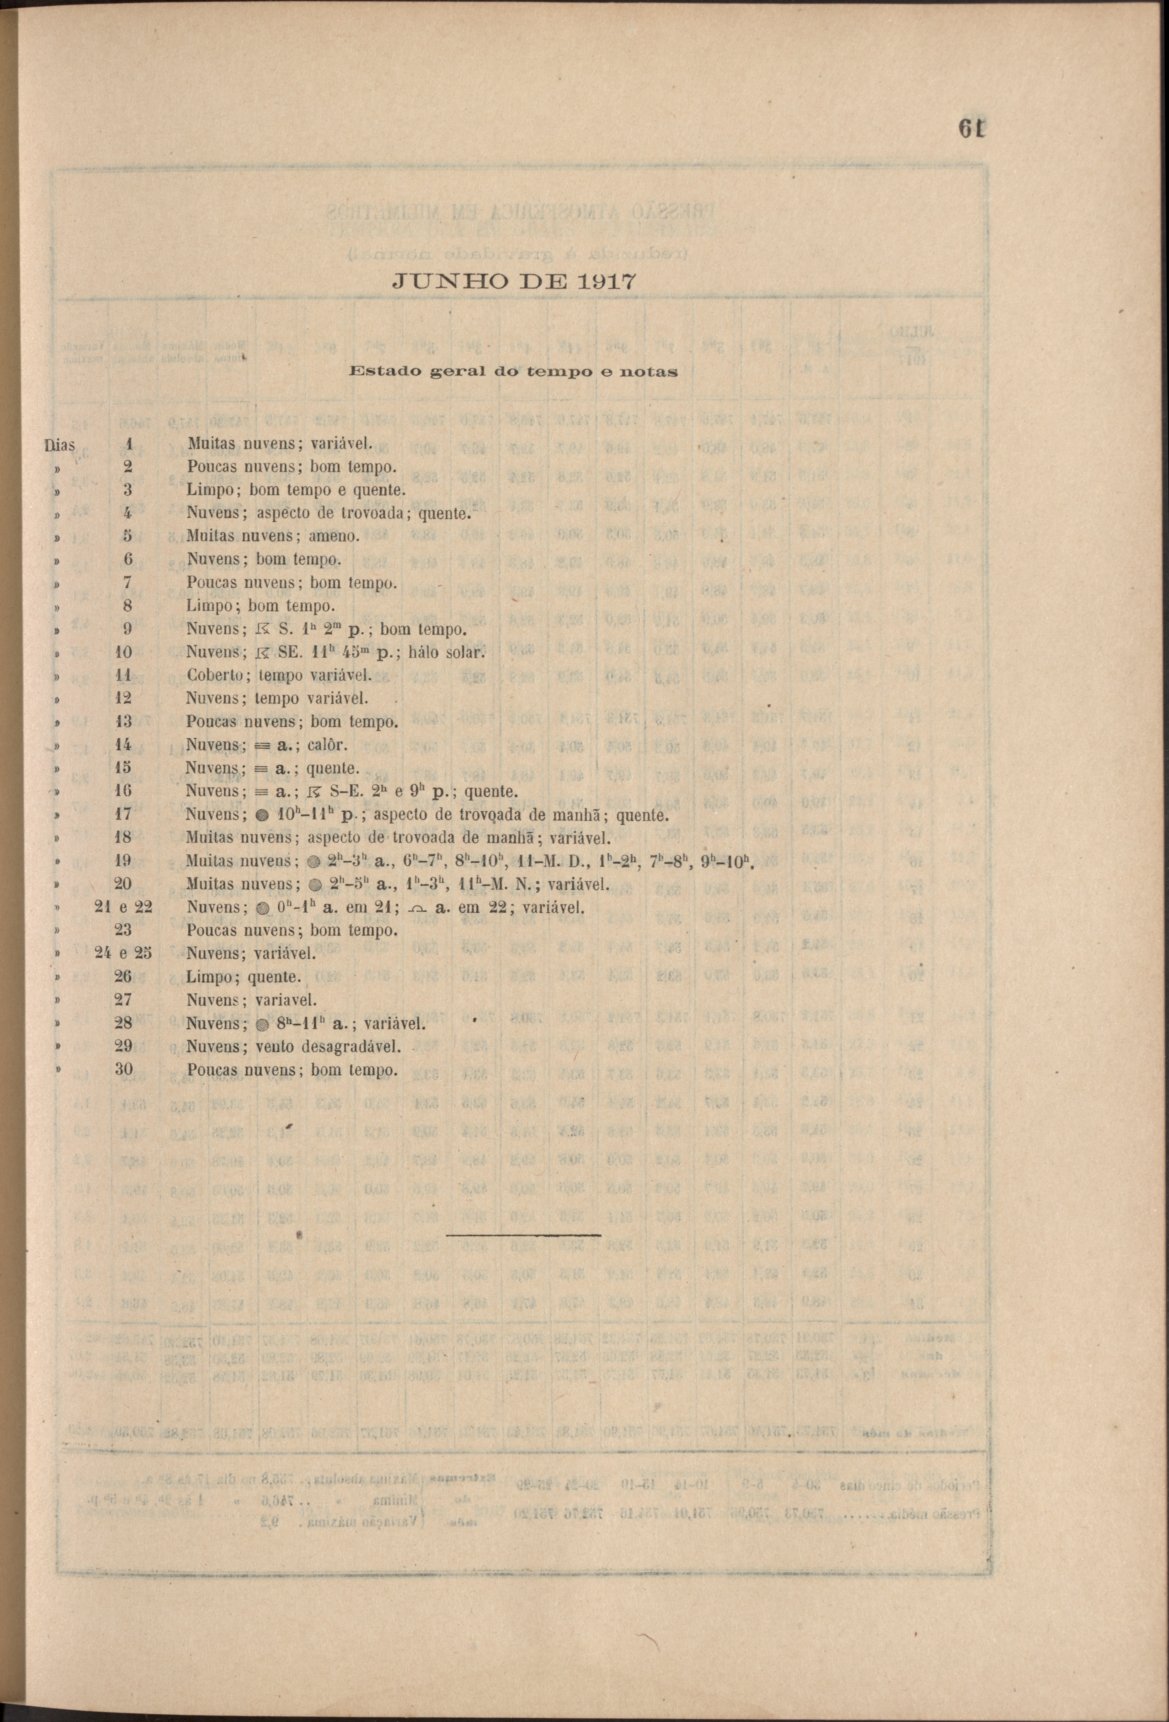 61
JUNHO DE 1917
Estado geral do tempo e notas
Dias 1 Muitas nuvens; variável.
» 2 Poucas nuvens; bom tempo.
» 3 Limpo; bom tempo e quente.
» 4 Nuvens; aspecto de trovoada; quente.
» 5 Muitas nuvens; ameno.
» 6 Nuvens; bom tempo.
» 7 Poucas nuvens; bom tempo.
» 8 Limpo; bom tempo.
» 9 Nuvens; ☈ S. 1ʰ 2ᵐ p.; bom tempo.
» 10 Nuvens; ☈ SE. 11ʰ 45ᵐ p.; hálo solar.
» 11 Coberto; tempo variável.
» 12 Nuvens; tempo variável.
» 13 Poucas nuvens; bom tempo.
» 14 Nuvens; ≡ a.; calôr.
» 15 Nuvens; ≡ a.; quente.
» 16 Nuvens; ≡ a.; ☈ S–E. 2ʰ e 9ʰ p.; quente.
» 17 Nuvens; ● 10ʰ–11ʰ p.; aspecto de trovoada de manhã; quente.
» 18 Muitas nuvens; aspecto de trovoada de manhã; variável.
» 19 Muitas nuvens; ● 2ʰ–3ʰ a., 6ʰ–7ʰ, 8ʰ–10ʰ, 11–M. D., 1ʰ–2ʰ, 7ʰ–8ʰ, 9ʰ–10ʰ.
» 20 Muitas nuvens; ● 2ʰ–5ʰ a., 1ʰ–3ʰ, 11ʰ–M. N.; variável.
» 21 e 22 Nuvens; ● 0ʰ-1ʰ a. em 21; ⌓ a. em 22; variável.
» 23 Poucas nuvens; bom tempo.
» 24 e 25 Nuvens; variável.
» 26 Limpo; quente.
» 27 Nuvens; variavel.
» 28 Nuvens; ● 8ʰ–11ʰ a.; variável.
» 29 Nuvens; vento desagradável.
» 30 Poucas nuvens; bom tempo.